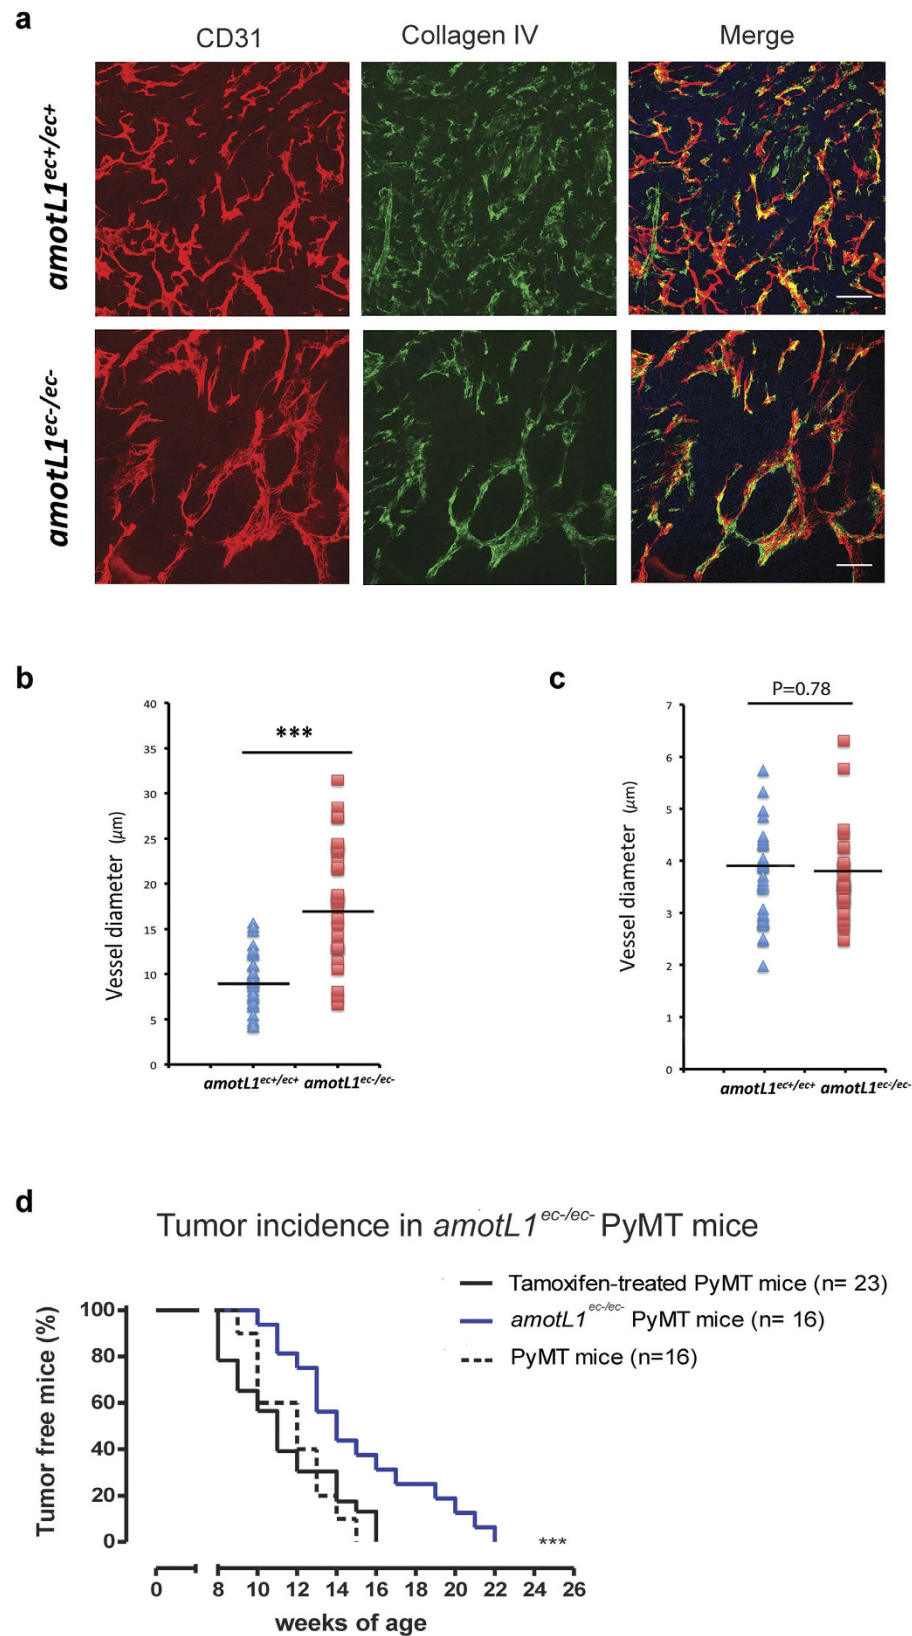 a
CD31 Collagen IV Merge
amotL1ec+/ec+
amotL1ec-/ec-
b
40
35
30
25
20
15
10
5
0
Vessel diameter (μm)
***
amotL1ec+/ec+ amotL1ec-/ec-
c
P=0.78
7
6
5
4
3
2
1
0
Vessel diameter (μm)
amotL1ec+/ec+ amotL1ec-/ec-
d
Tumor incidence in amotL1ec-/ec- PyMT mice
Tamoxifen-treated PyMT mice (n= 23)
amotL1ec-/ec- PyMT mice (n= 16)
PyMT mice (n=16)
Tumor free mice (%)
100
80
60
40
20
0
***
0 8 10 12 14 16 18 20 22 24 26
weeks of age